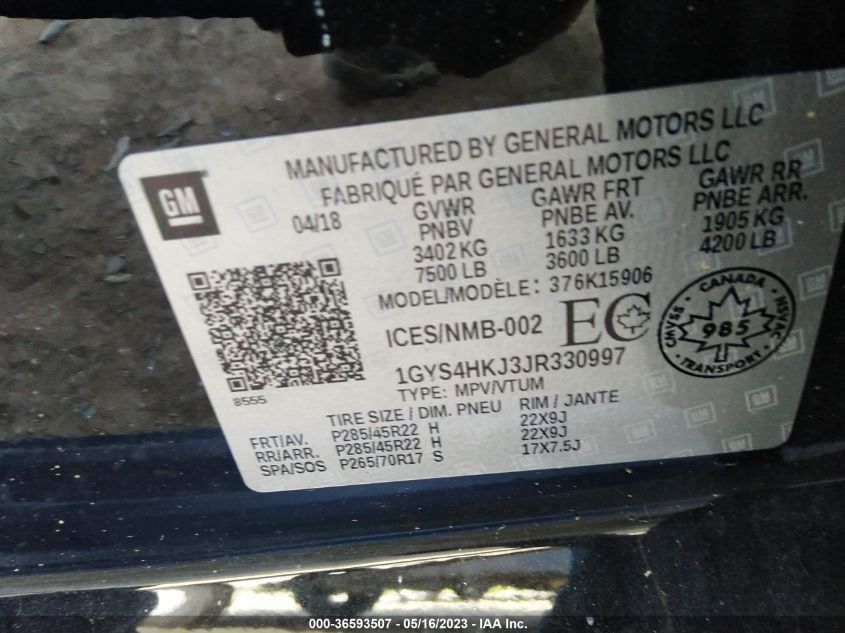 MANUFACTURED BY GENERAL MOTORS LLC
FABRIQUÉ PAR GENERAL MOTORS LLC
GM
04/18
GVWR GAWR FRT GAWR RR
PNBV PNBE AV. PNBE ARR.
3402 KG 1633 KG 1905 KG
7500 LB 3600 LB 4200 LB
MODEL/MODÈLE: 376K15906
ICES/NMB-002 EC
CANADA
CMVSS 985 NSVAC
TRANSPORT
1GYS4HKJ3JR330997
TYPE: MPV/VTUM
8555
TIRE SIZE / DIM. PNEU RIM / JANTE
FRT/AV. P285/45R22 H 22X9J
RR/ARR. P285/45R22 H 22X9J
SPA/SOS P265/70R17 S 17X7.5J
000-36593507 - 05/16/2023 - IAA Inc.